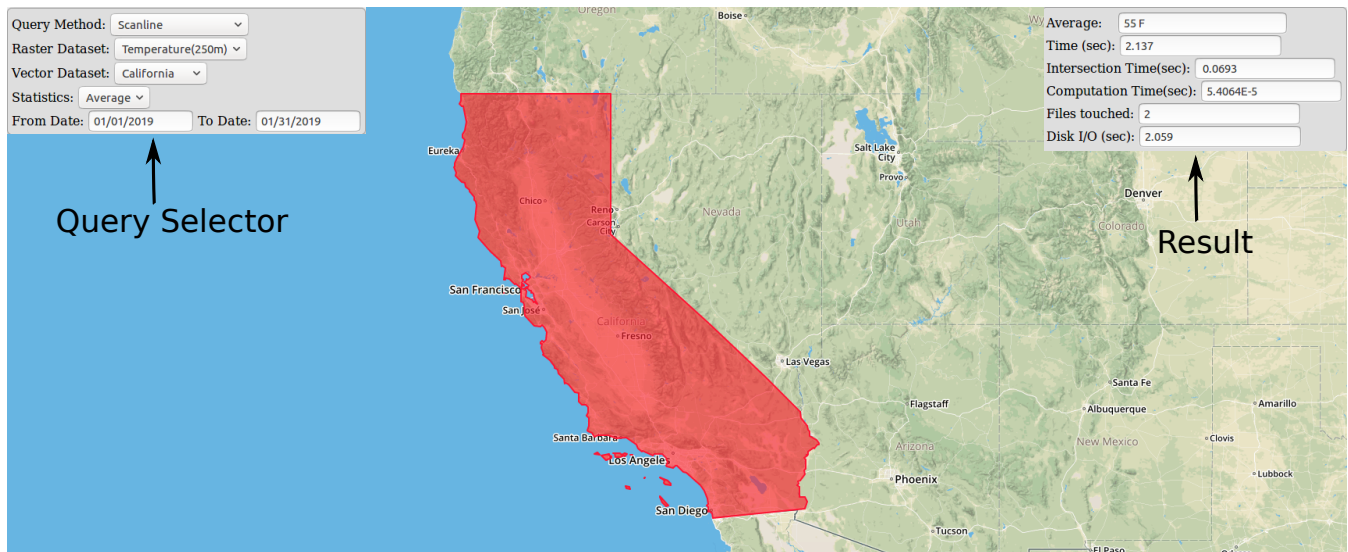 Query Method: Scanline
Raster Dataset: Temperature(250m)
Vector Dataset: California
Statistics: Average
From Date: 01/01/2019 To Date: 01/31/2019
Query Selector
Average: 55 F
Time (sec): 2.137
Intersection Time(sec): 0.0693
Computation Time(sec): 5.4064E-5
Files touched: 2
Disk I/O (sec): 2.059
Result
Oregon
Boise
Eureka
Salt Lake
City
Provo
Denver
Chico
Reno
Carson
City
Nevada
Utah
Colorado
San Francisco
San José
California
Fresno
Las Vegas
Santa Fe
Flagstaff
Albuquerque
Amarillo
Santa Barbara
Los Angeles
Arizona
New Mexico
Clovis
Phoenix
Lubbock
San Diego
Tucson
El Paso